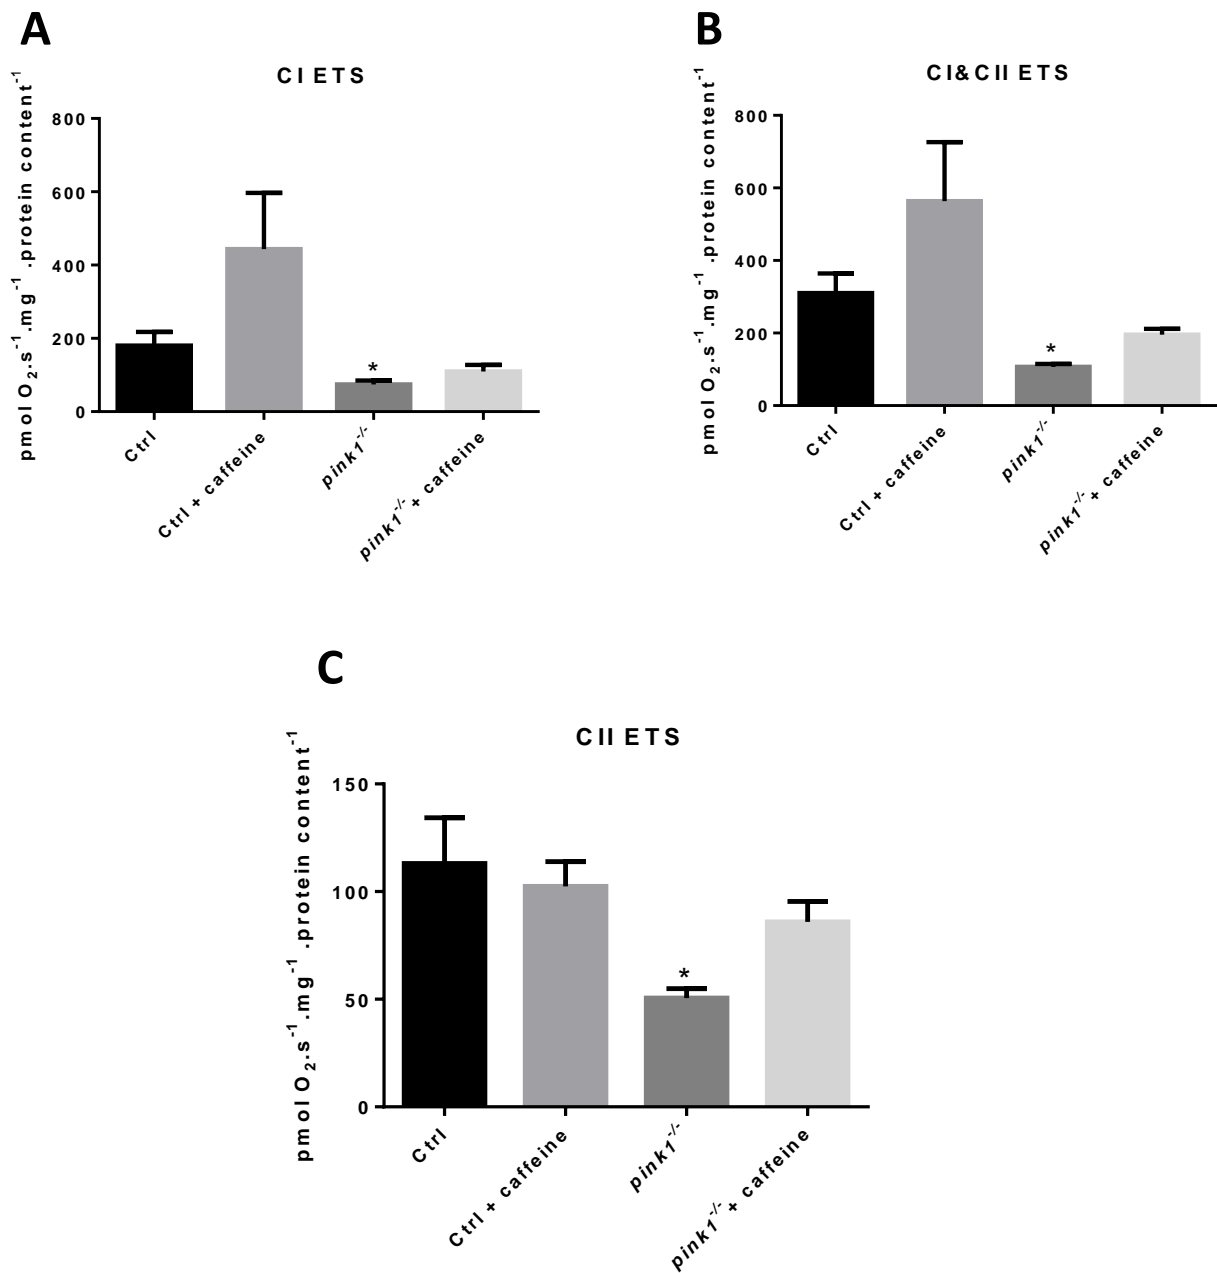 A
CI ETS
pmol O₂.s⁻¹.mg⁻¹ .protein content⁻¹
800
600
400
200
0
*
Ctrl
Ctrl + caffeine
pink1⁻/⁻
pink1⁻/⁻ + caffeine
B
CI&CII ETS
pmol O₂.s⁻¹.mg⁻¹ .protein content⁻¹
800
600
400
200
0
*
Ctrl
Ctrl + caffeine
pink1⁻/⁻
pink1⁻/⁻ + caffeine
C
CII ETS
pmol O₂.s⁻¹.mg⁻¹ .protein content⁻¹
150
100
50
0
*
Ctrl
Ctrl + caffeine
pink1⁻/⁻
pink1⁻/⁻ + caffeine